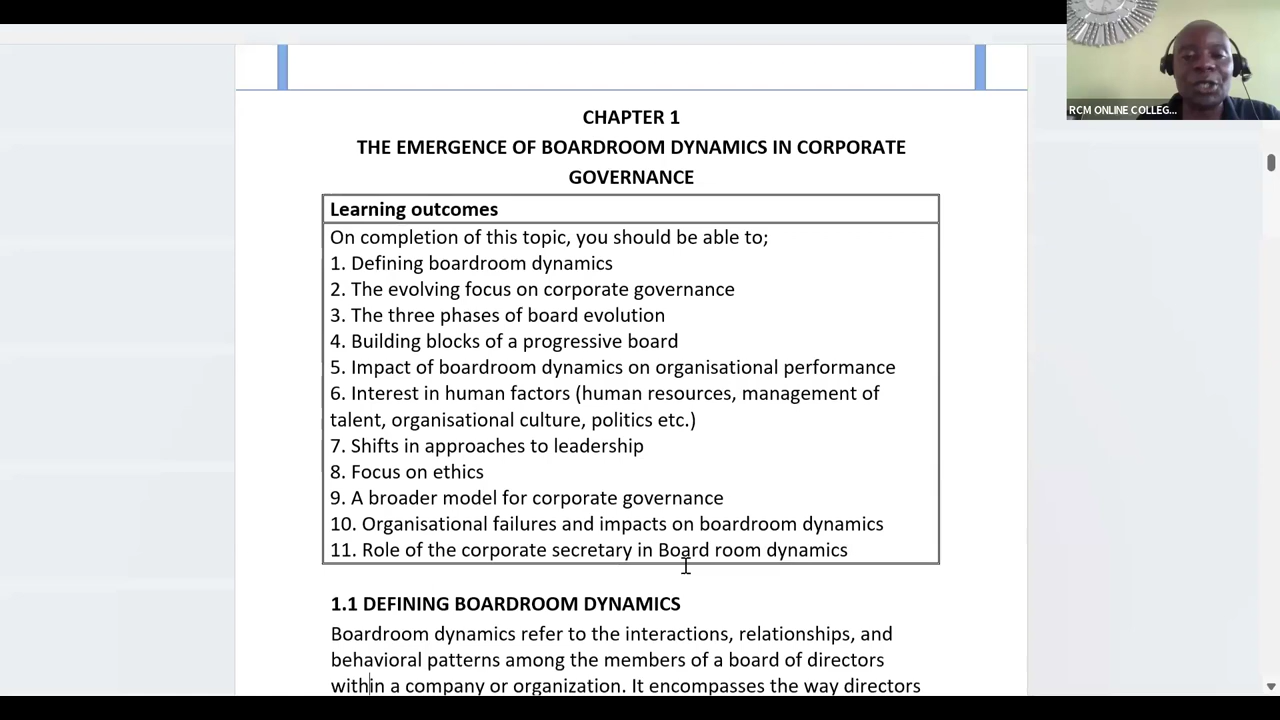 RCM ONLINE COLLEG...
CHAPTER 1
THE EMERGENCE OF BOARDROOM DYNAMICS IN CORPORATE
GOVERNANCE
Learning outcomes
On completion of this topic, you should be able to;
1. Defining boardroom dynamics
2. The evolving focus on corporate governance
3. The three phases of board evolution
4. Building blocks of a progressive board
5. Impact of boardroom dynamics on organisational performance
6. Interest in human factors (human resources, management of
talent, organisational culture, politics etc.)
7. Shifts in approaches to leadership
8. Focus on ethics
9. A broader model for corporate governance
10. Organisational failures and impacts on boardroom dynamics
11. Role of the corporate secretary in Board room dynamics
1.1 DEFINING BOARDROOM DYNAMICS
Boardroom dynamics refer to the interactions, relationships, and
behavioral patterns among the members of a board of directors
within a company or organization. It encompasses the way directors